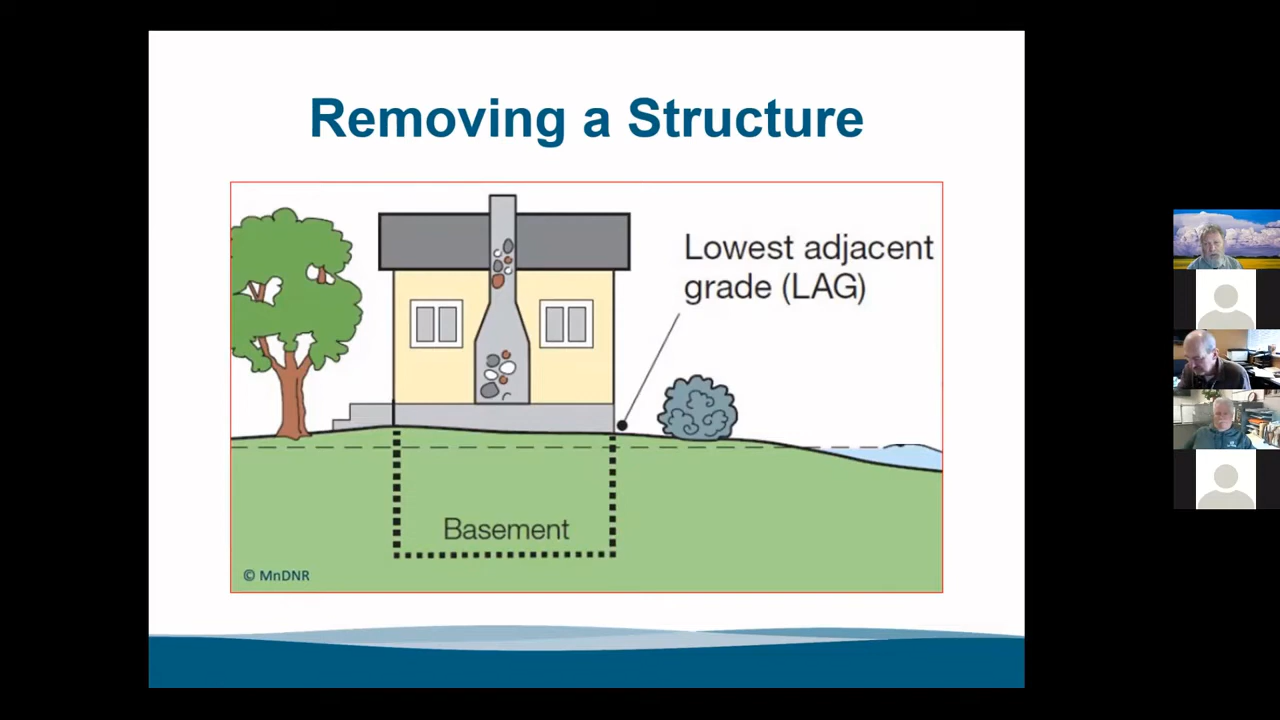 Removing a Structure
Lowest adjacent
grade (LAG)
Basement
© MnDNR